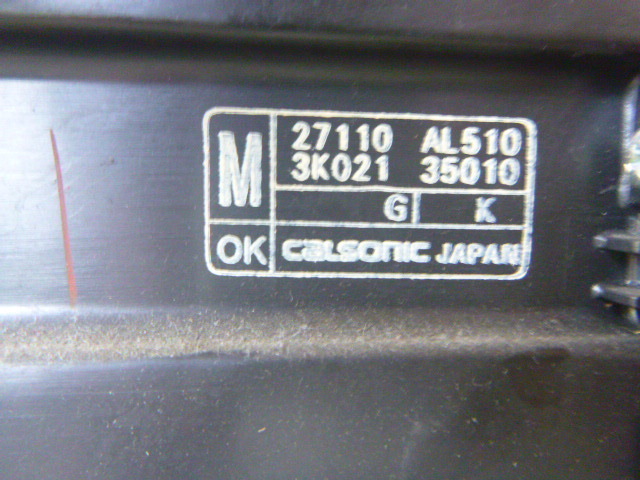 M
27110 AL510
3K021 35010
G K
OK calsonic JAPAN